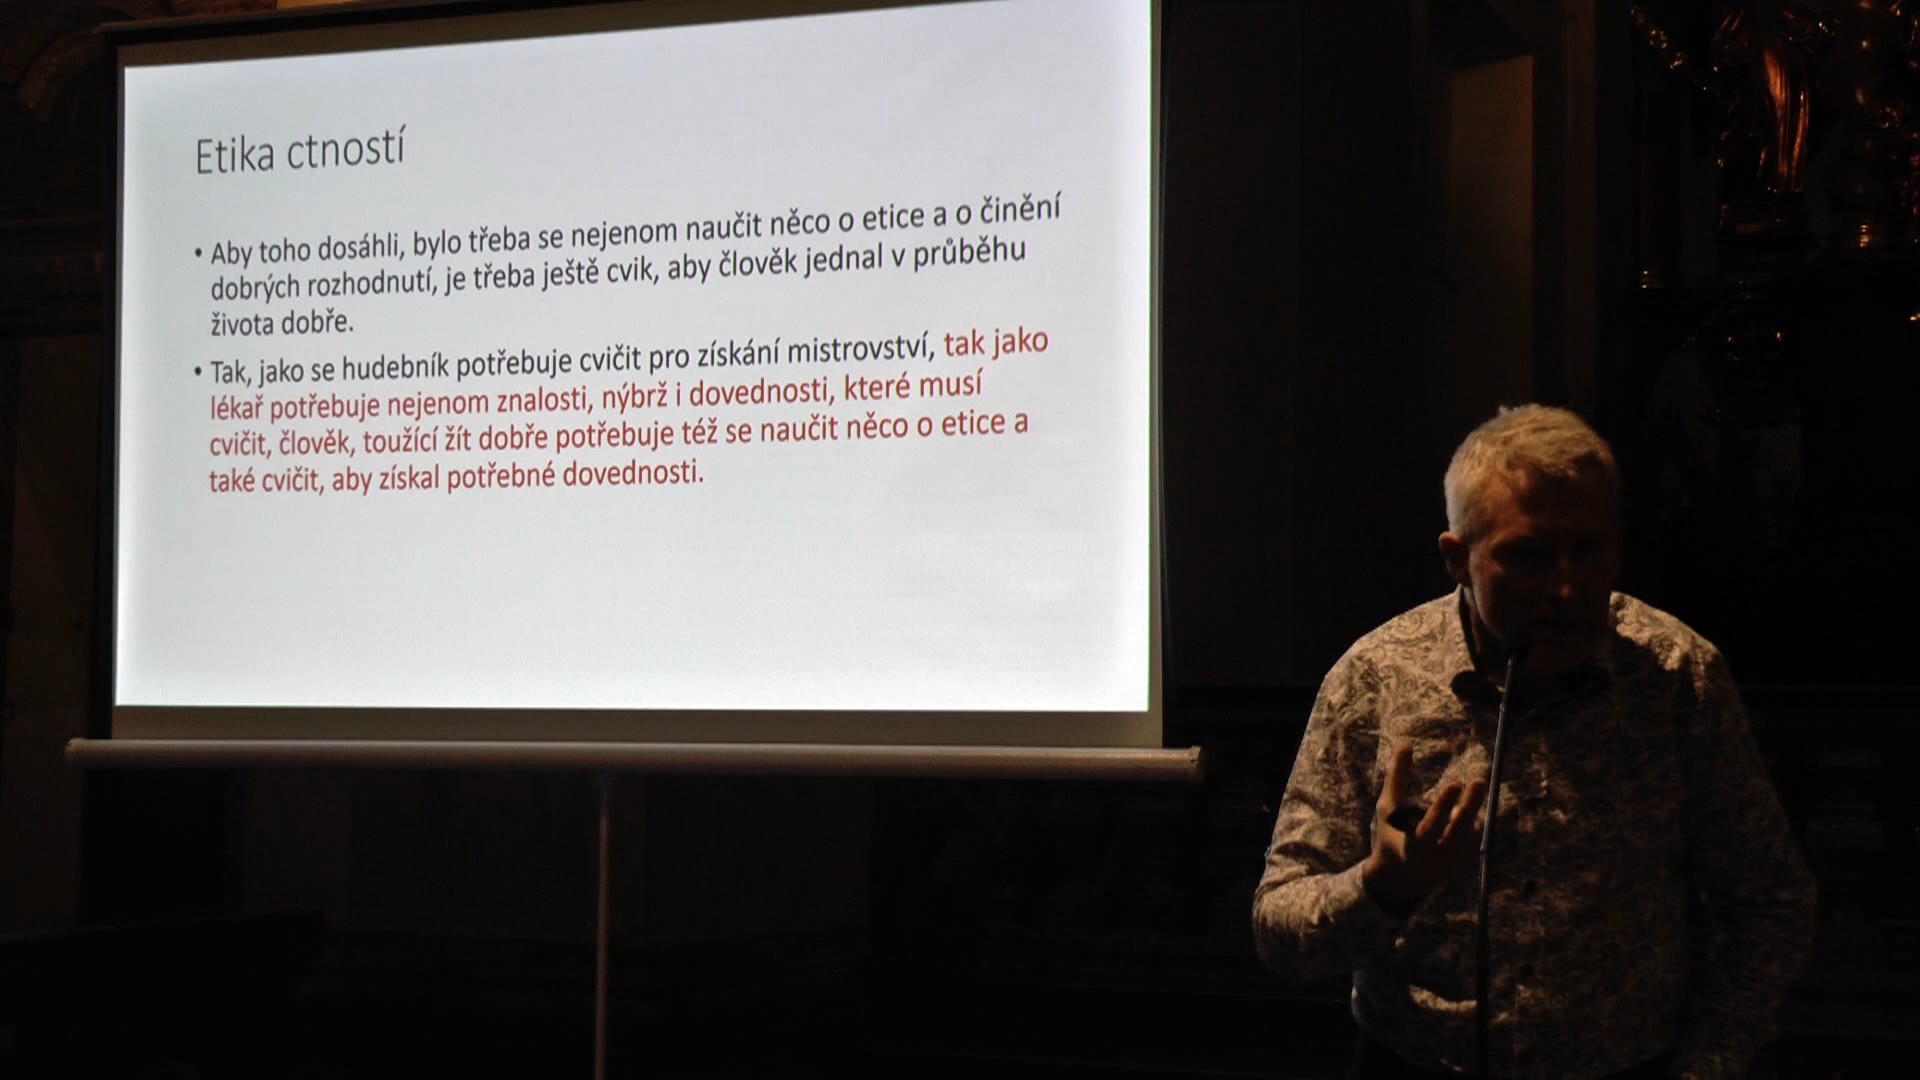 Etika ctností
• Aby toho dosáhli, bylo třeba se nejenom naučit něco o etice a o činění
dobrých rozhodnutí, je třeba ještě cvik, aby člověk jednal v průběhu
života dobře.
• Tak, jako se hudebník potřebuje cvičit pro získání mistrovství, tak jako
lékař potřebuje nejenom znalosti, nýbrž i dovednosti, které musí
cvičit, člověk, toužící žít dobře potřebuje též se naučit něco o etice a
také cvičit, aby získal potřebné dovednosti.